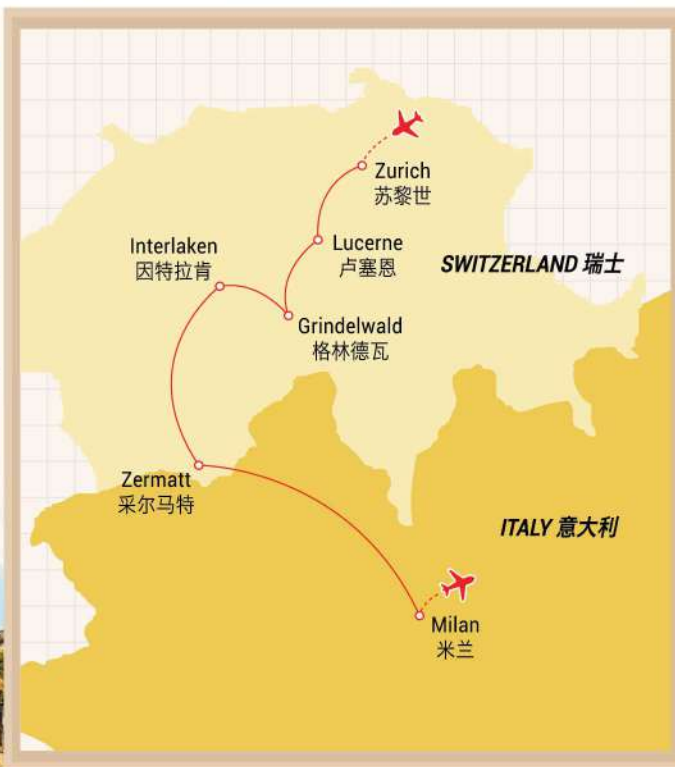 Zurich
苏黎世
Lucerne
卢塞恩
Interlaken
因特拉肯
SWITZERLAND 瑞士
Grindelwald
格林德瓦
Zermatt
采尔马特
ITALY 意大利
Milan
米兰